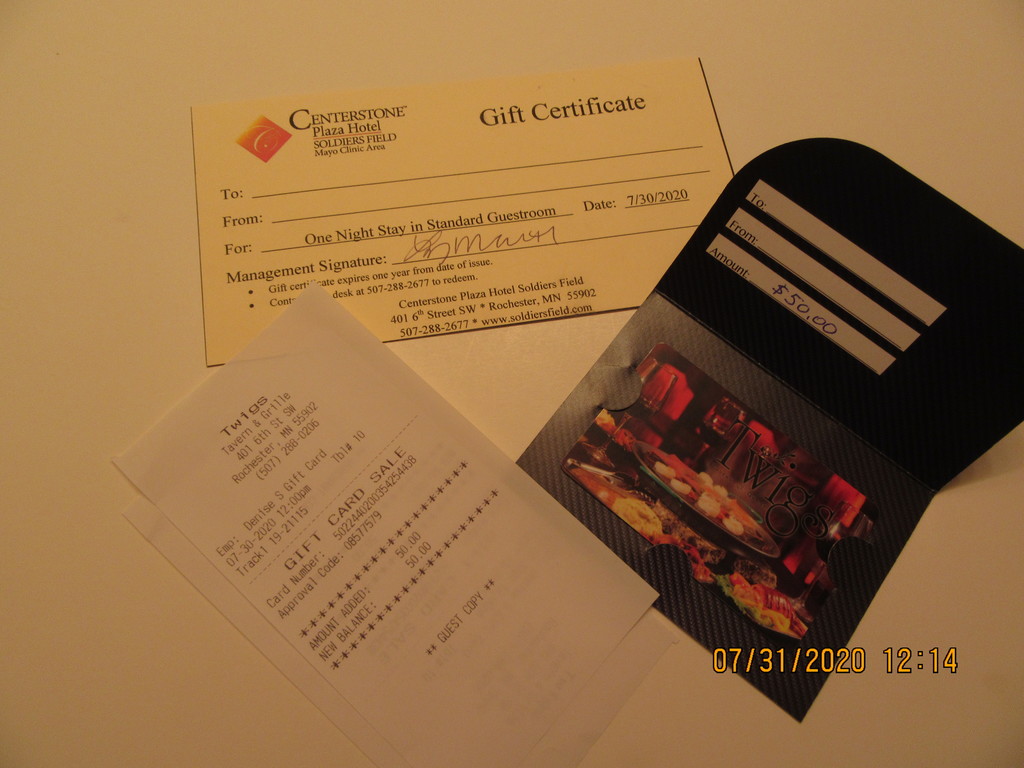 CENTERSTONE
Plaza Hotel
SOLDIERS FIELD
Mayo Clinic Area
Gift Certificate
To:
From:
For: One Night Stay in Standard Guestroom Date: 7/30/2020
Management Signature:
• Gift certificate expires one year from date of issue.
• desk at 507-288-2677 to redeem.
Centerstone Plaza Hotel Soldiers Field
401 6th Street SW * Rochester, MN 55902
507-288-2677 * www.soldiersfield.com
To:
From:
Amount: $50.00
Twigs
Twigs
Tavern & Grille
401 6th St SW
Rochester, MN 55902
(507) 288-0206
Emp: Denise S Gift Card Tbl# 10
07-30-2020 12:00pm
Track1 19-21115
GIFT CARD SALE
Card Number: 5022440200354254438
Approval Code: 08577579
*************************
AMOUNT ADDED: 50.00
NEW BALANCE: 50.00
*************************
** GUEST COPY **
07/31/2020 12:14